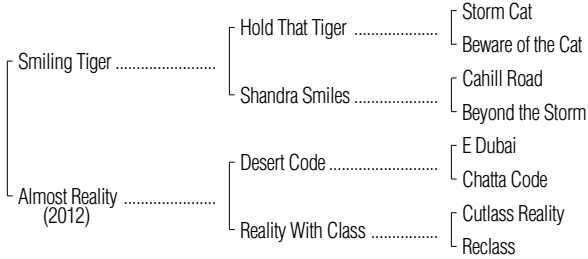 Storm Cat
Hold That Tiger ....................
Beware of the Cat
Smiling Tiger ........................
Cahill Road
Shandra Smiles ....................
Beyond the Storm
E Dubai
Desert Code ..........................
Chatta Code
Almost Reality ......................
(2012)
Cutlass Reality
Reality With Class ................
Reclass